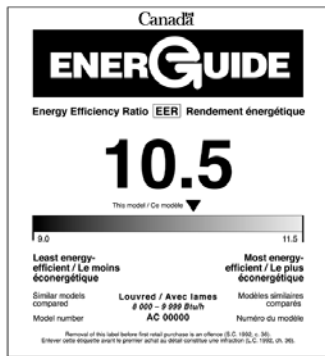 Canada
ENERGUIDE
Energy Efficiency Ratio EER Rendement énergétique
10.5
This model / Ce modèle
9.0 11.5
Least energy- Most energy-
efficient / Le moins efficient / Le plus
éconergétique éconergétique
Similar models Louvred / Avec lames Modèles similaires
compared 8 000 – 9 999 Btu/h comparés
Model number AC 00000 Numéro du modèle
Removal of this label before first retail purchase is an offence (S.C. 1992, c. 36).
Enlever cette étiquette avant le premier achat au détail constitue une infraction (L.C. 1992, ch. 36).